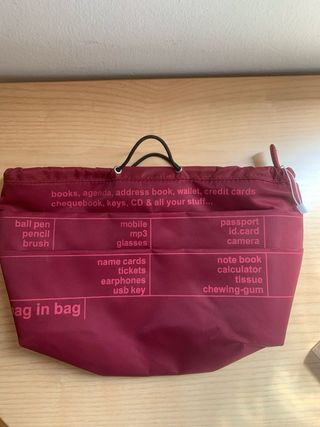 books, agenda, address book, wallet, credit cards
chequebook, keys, CD & all your stuff...
ball pen
pencil
brush
mobile
mp3
glasses
passport
id.card
camera
name cards
tickets
earphones
usb key
note book
calculator
tissue
chewing-gum
ag in bag]